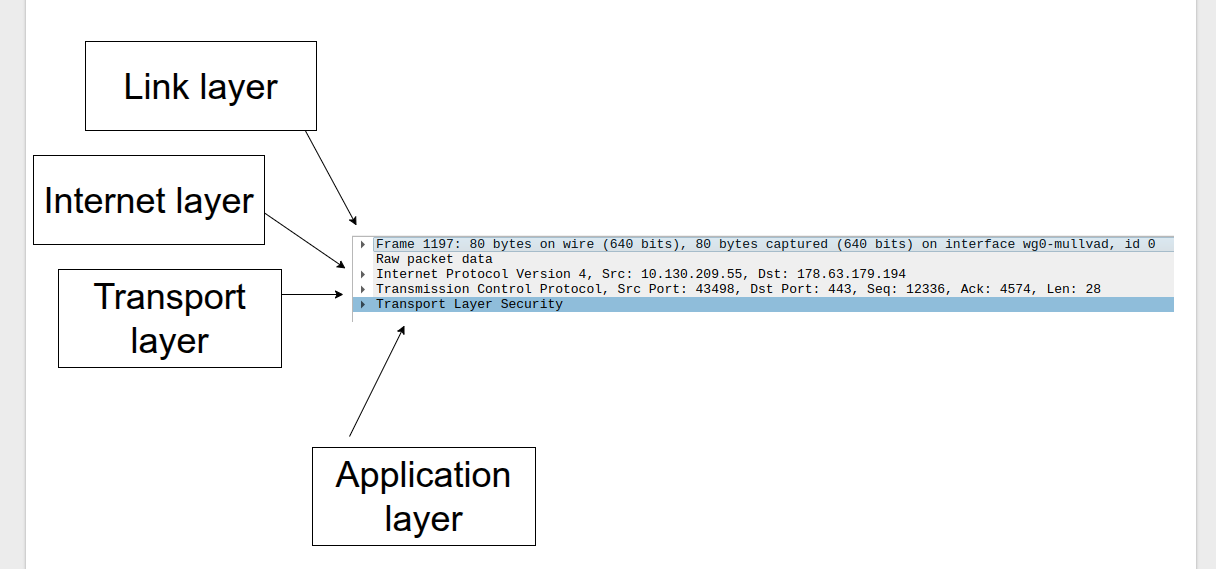 Link layer
Internet layer
Transport
layer
Frame 1197: 80 bytes on wire (640 bits), 80 bytes captured (640 bits) on interface wg0-mullvad, id 0
Raw packet data
Internet Protocol Version 4, Src: 10.130.209.55, Dst: 178.63.179.194
Transmission Control Protocol, Src Port: 43498, Dst Port: 443, Seq: 12336, Ack: 4574, Len: 28
Transport Layer Security
Application
layer